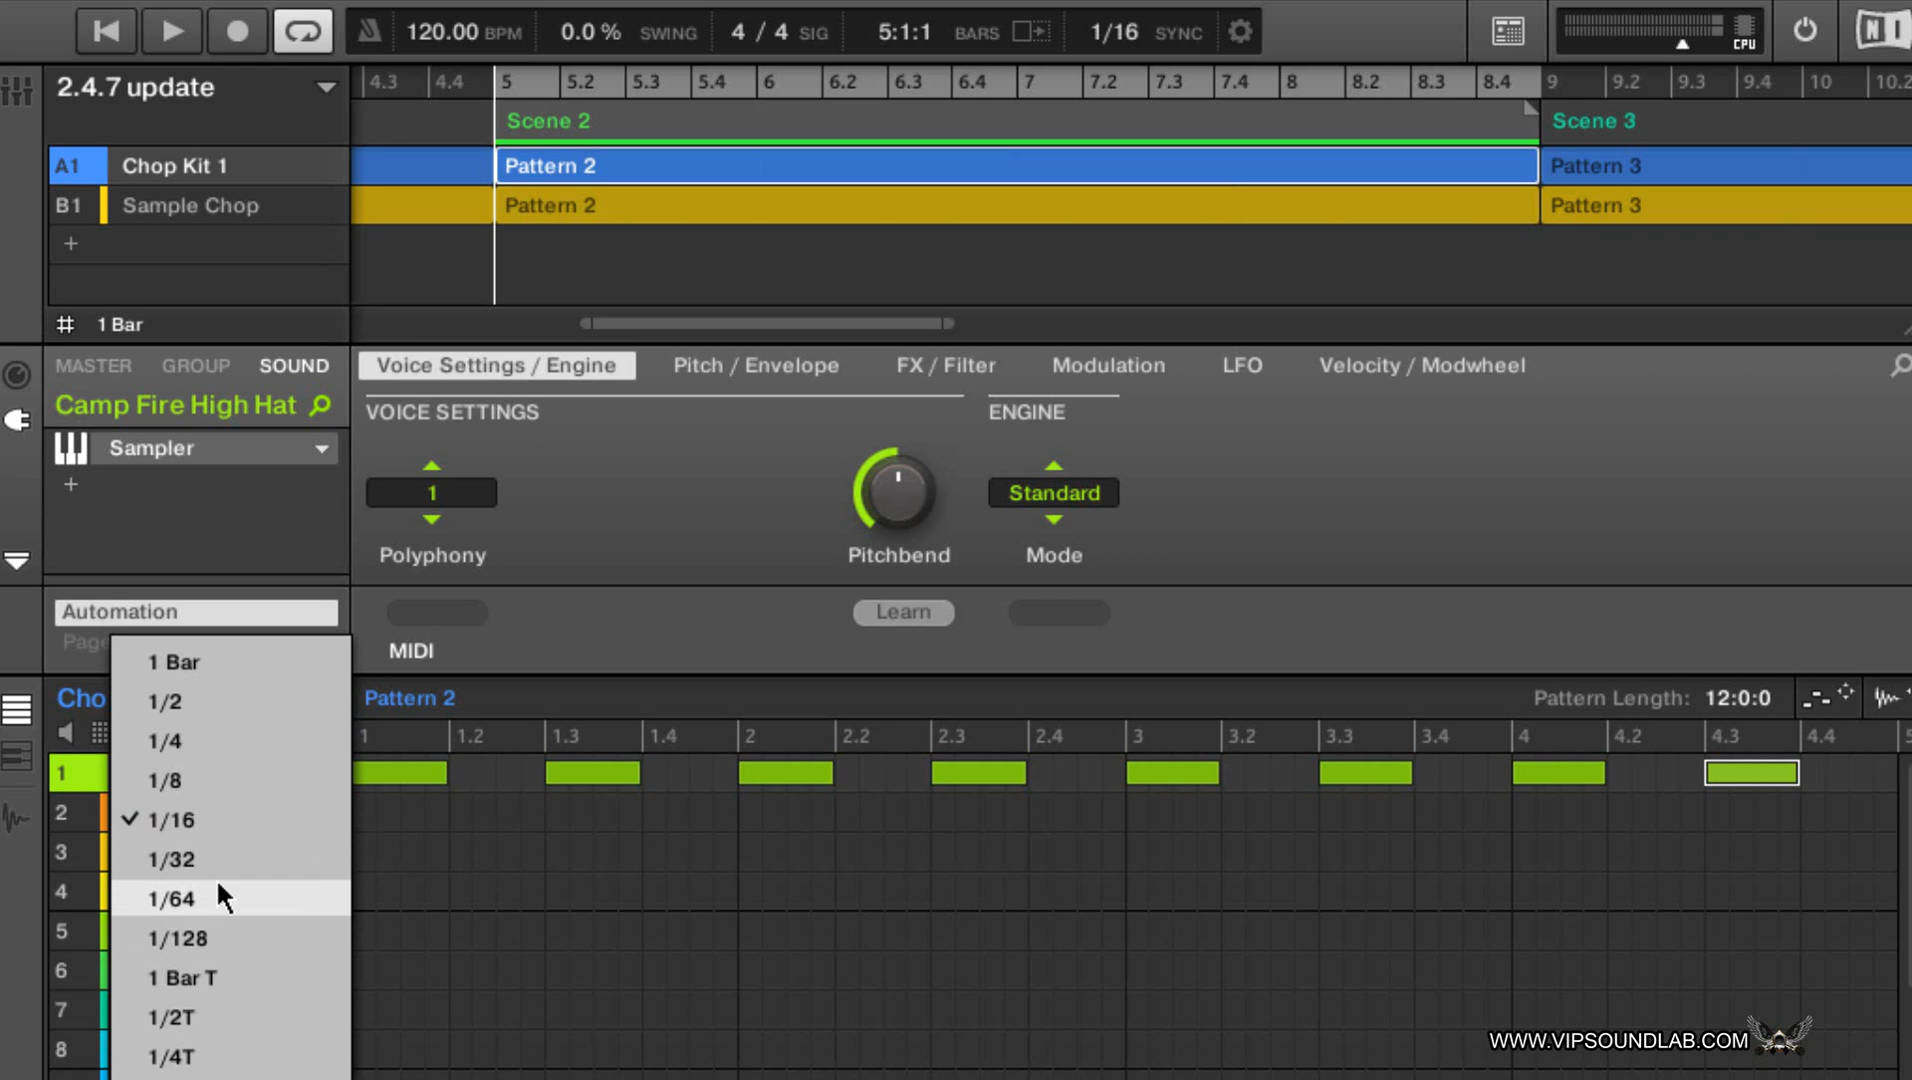 120.00 BPM 0.0 % SWING 4 / 4 SIG 5:1:1 BARS 1/16 SYNC CPU NI
2.4.7 update 4.3 4.4 5 5.2 5.3 5.4 6 6.2 6.3 6.4 7 7.2 7.3 7.4 8 8.2 8.3 8.4 9 9.2 9.3 9.4 10 10.2
Scene 2 Scene 3
A1 Chop Kit 1 Pattern 2 Pattern 3
B1 Sample Chop Pattern 2 Pattern 3
+
# 1 Bar
MASTER GROUP SOUND Voice Settings / Engine Pitch / Envelope FX / Filter Modulation LFO Velocity / Modwheel
Camp Fire High Hat VOICE SETTINGS ENGINE
Sampler
+
1 Standard
Polyphony Pitchbend Mode
Automation Learn
Page
MIDI
Cho Pattern 2 Pattern Length: 12:0:0
1 1.2 1.3 1.4 2 2.2 2.3 2.4 3 3.2 3.3 3.4 4 4.2 4.3 4.4 5
1
2
3
4
5
6
7
8
1 Bar
1/2
1/4
1/8
1/16
1/32
1/64
1/128
1 Bar T
1/2T
1/4T
WWW.VIPSOUNDLAB.COM